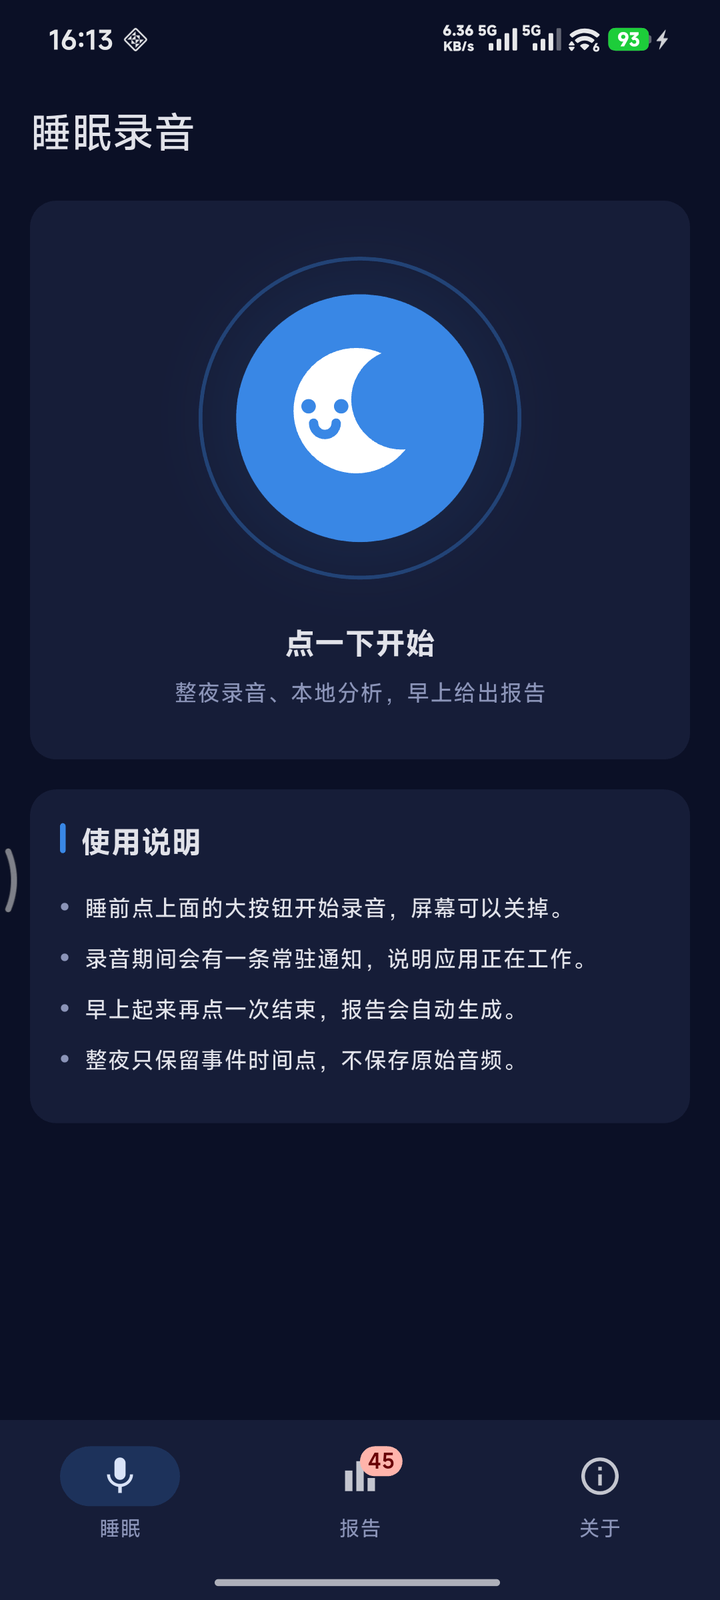 16:13
6.36 KB/s 5G 5G 6 93
睡眠录音
点一下开始
整夜录音、本地分析，早上给出报告
使用说明
• 睡前点上面的大按钮开始录音，屏幕可以关掉。
• 录音期间会有一条常驻通知，说明应用正在工作。
• 早上起来再点一次结束，报告会自动生成。
• 整夜只保留事件时间点，不保存原始音频。
45
睡眠
报告
关于